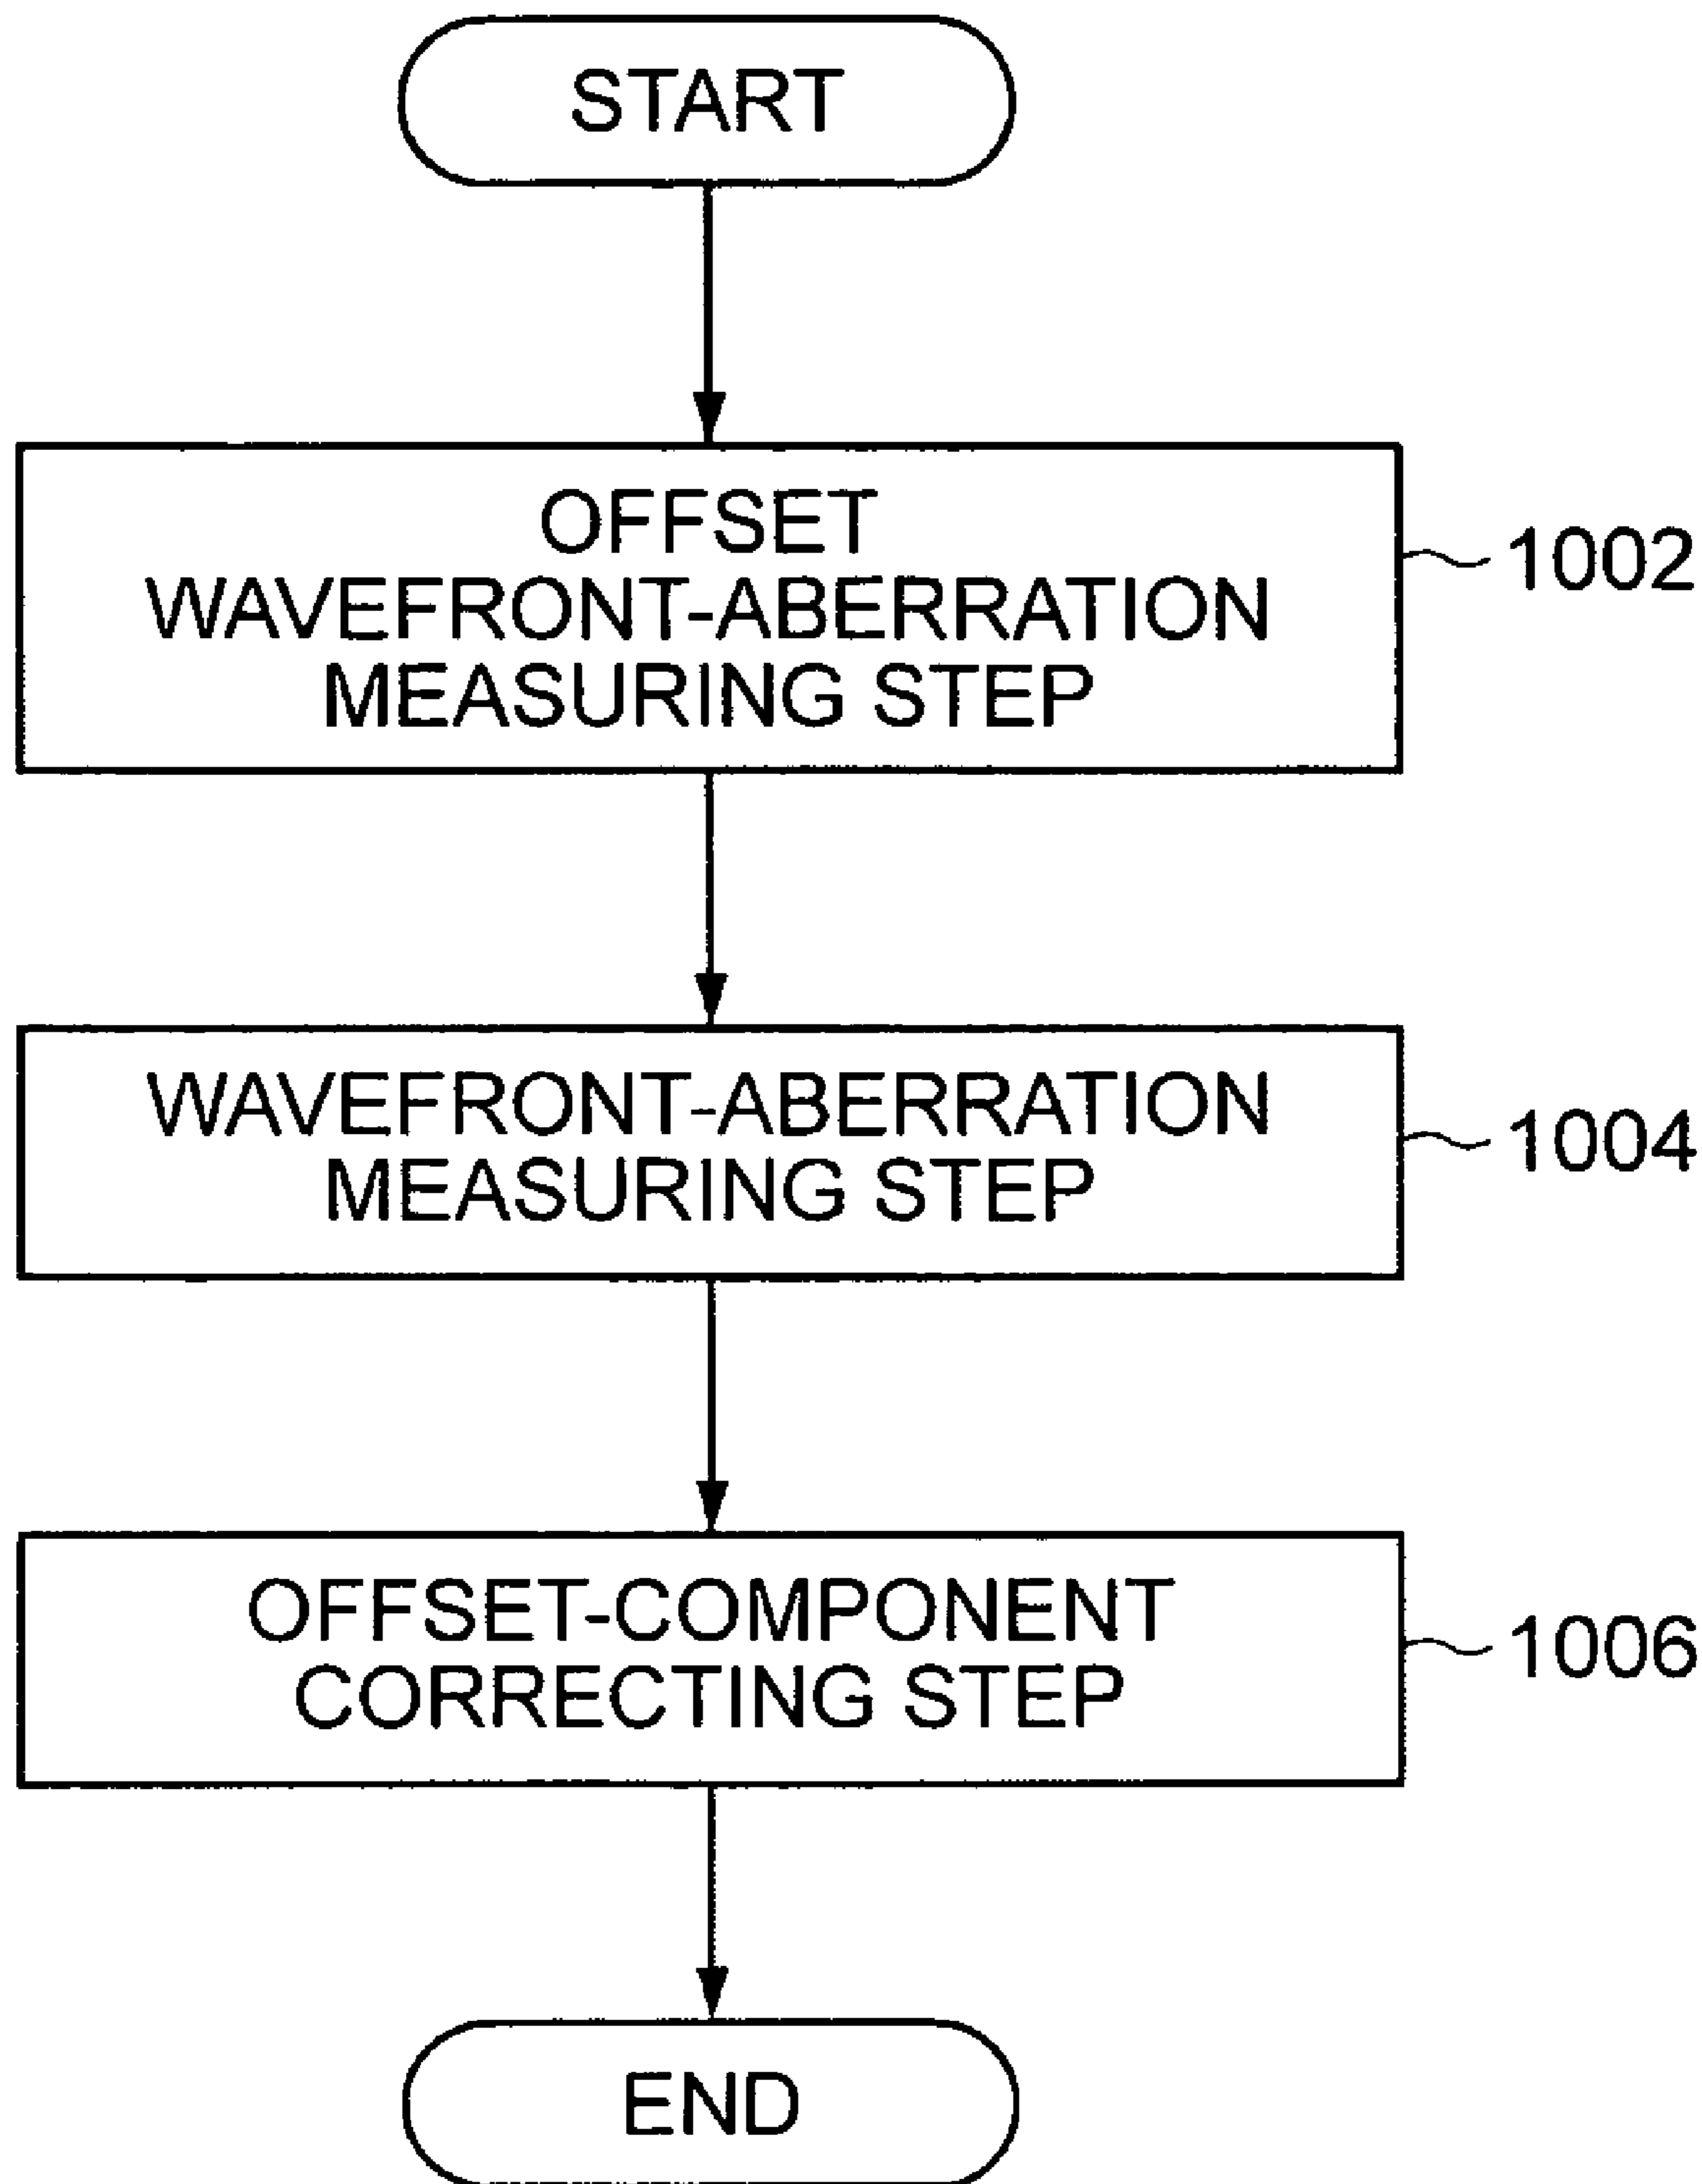 START
OFFSET
WAVEFRONT-ABERRATION
MEASURING STEP
1002
WAVEFRONT-ABERRATION
MEASURING STEP
1004
OFFSET-COMPONENT
CORRECTING STEP
1006
END